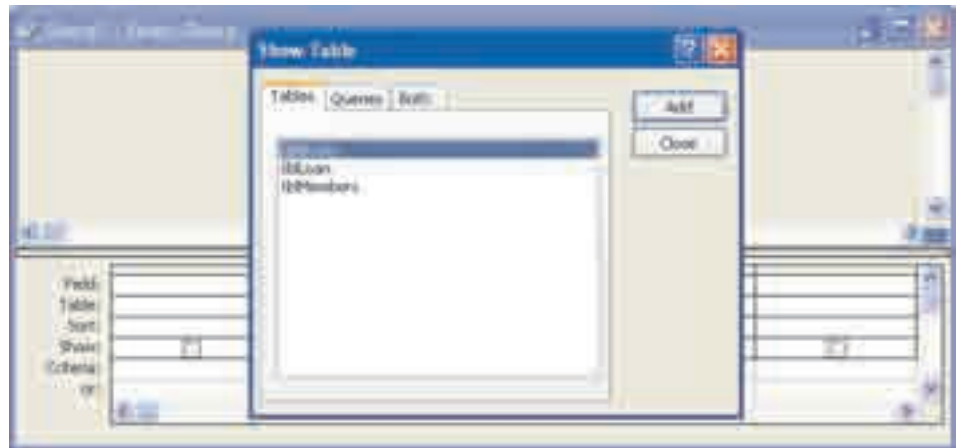 Show Table
Tables Queries Both
Add
Close
tblLoan
tblMembers
Field:
Table:
Sort:
Show:
Criteria:
or: